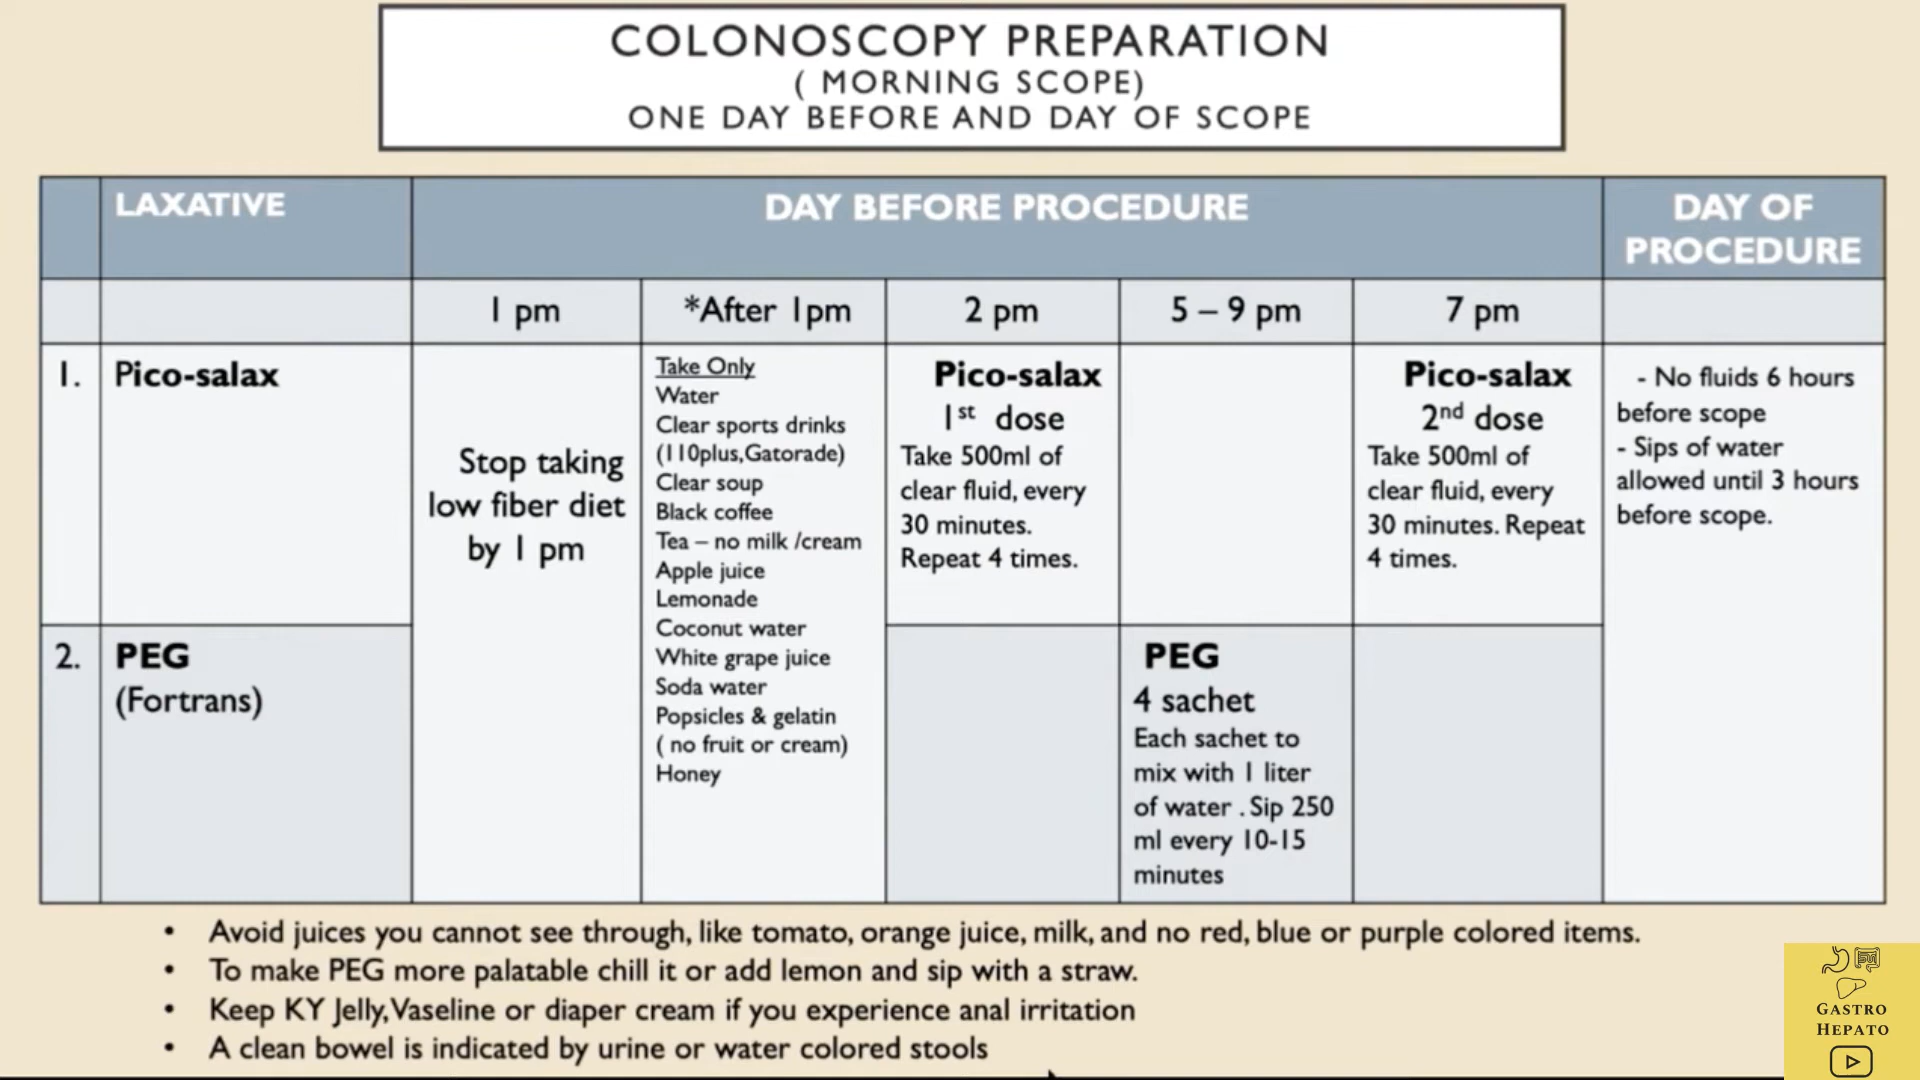 COLONOSCOPY PREPARATION
( MORNING SCOPE)
ONE DAY BEFORE AND DAY OF SCOPE
LAXATIVE
DAY BEFORE PROCEDURE
DAY OF
PROCEDURE
1 pm
*After 1pm
2 pm
5 – 9 pm
7 pm
1.
Pico-salax
Stop taking
low fiber diet
by 1 pm
Take Only
Water
Clear sports drinks
(110plus,Gatorade)
Clear soup
Black coffee
Tea – no milk /cream
Apple juice
Lemonade
Coconut water
White grape juice
Soda water
Popsicles & gelatin
( no fruit or cream)
Honey
Pico-salax
1st dose
Take 500ml of
clear fluid, every
30 minutes.
Repeat 4 times.
Pico-salax
2nd dose
Take 500ml of
clear fluid, every
30 minutes. Repeat
4 times.
- No fluids 6 hours
before scope
- Sips of water
allowed until 3 hours
before scope.
2.
PEG
(Fortrans)
PEG
4 sachet
Each sachet to
mix with 1 liter
of water . Sip 250
ml every 10-15
minutes
• Avoid juices you cannot see through, like tomato, orange juice, milk, and no red, blue or purple colored items.
• To make PEG more palatable chill it or add lemon and sip with a straw.
• Keep KY Jelly, Vaseline or diaper cream if you experience anal irritation
• A clean bowel is indicated by urine or water colored stools
GASTRO
HEPATO